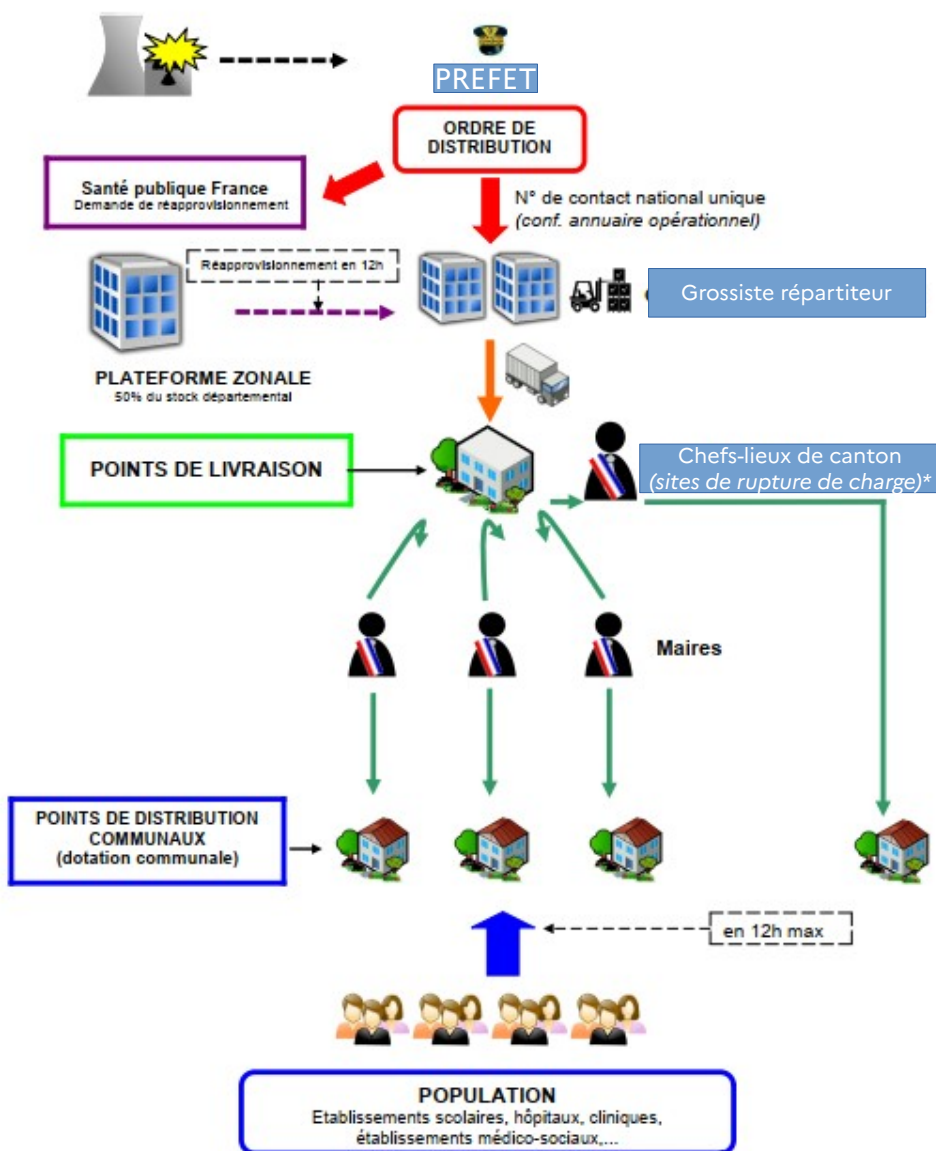 PREFET
ORDRE DE
DISTRIBUTION
Santé publique France
Demande de réapprovisionnement
N° de contact national unique
(conf. annuaire opérationnel)
Réapprovisionnement en 12h
Grossiste répartiteur
PLATEFORME ZONALE
50% du stock départemental
POINTS DE LIVRAISON
Chefs-lieux de canton
(sites de rupture de charge)*
Maires
POINTS DE DISTRIBUTION
COMMUNAUX
(dotation communale)
en 12h max
POPULATION
Etablissements scolaires, hôpitaux, cliniques,
établissements médico-sociaux,...